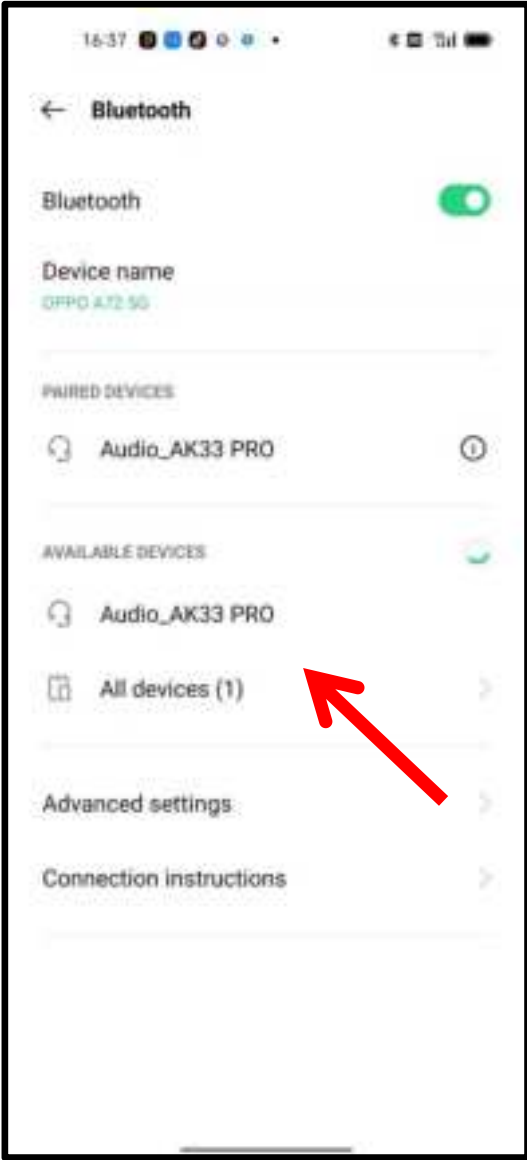 16:37
Bluetooth
Bluetooth
Device name
OPPO A72 5G
PAIRED DEVICES
Audio_AK33 PRO
AVAILABLE DEVICES
Audio_AK33 PRO
All devices (1)
Advanced settings
Connection instructions